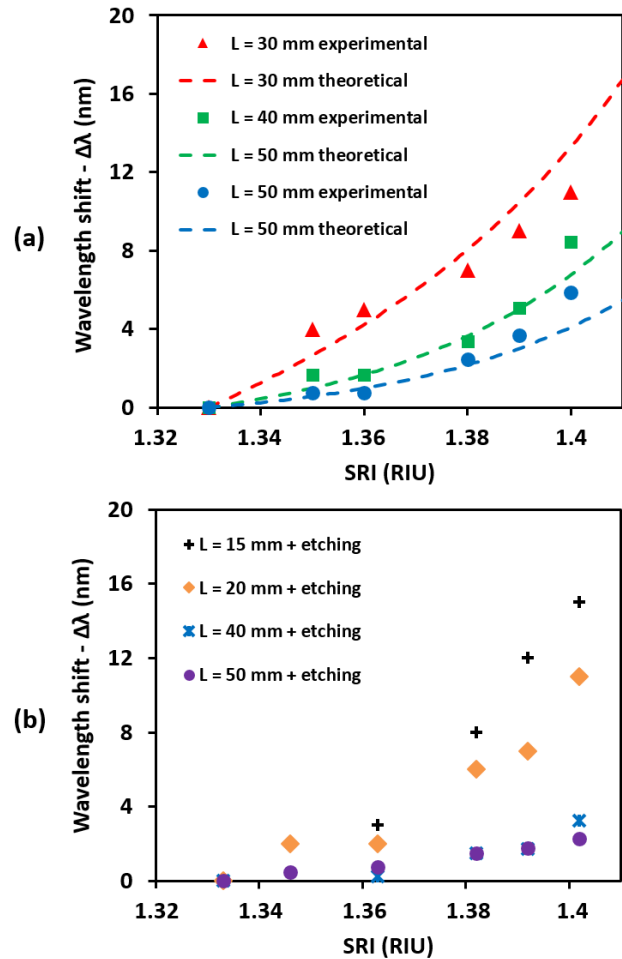 (a)
Wavelength shift - Δλ (nm)
20
16
12
8
4
0
L = 30 mm experimental
L = 30 mm theoretical
L = 40 mm experimental
L = 50 mm theoretical
L = 50 mm experimental
L = 50 mm theoretical
1.32 1.34 1.36 1.38 1.4
SRI (RIU)
(b)
Wavelength shift - Δλ (nm)
20
16
12
8
4
0
L = 15 mm + etching
L = 20 mm + etching
L = 40 mm + etching
L = 50 mm + etching
1.32 1.34 1.36 1.38 1.4
SRI (RIU)